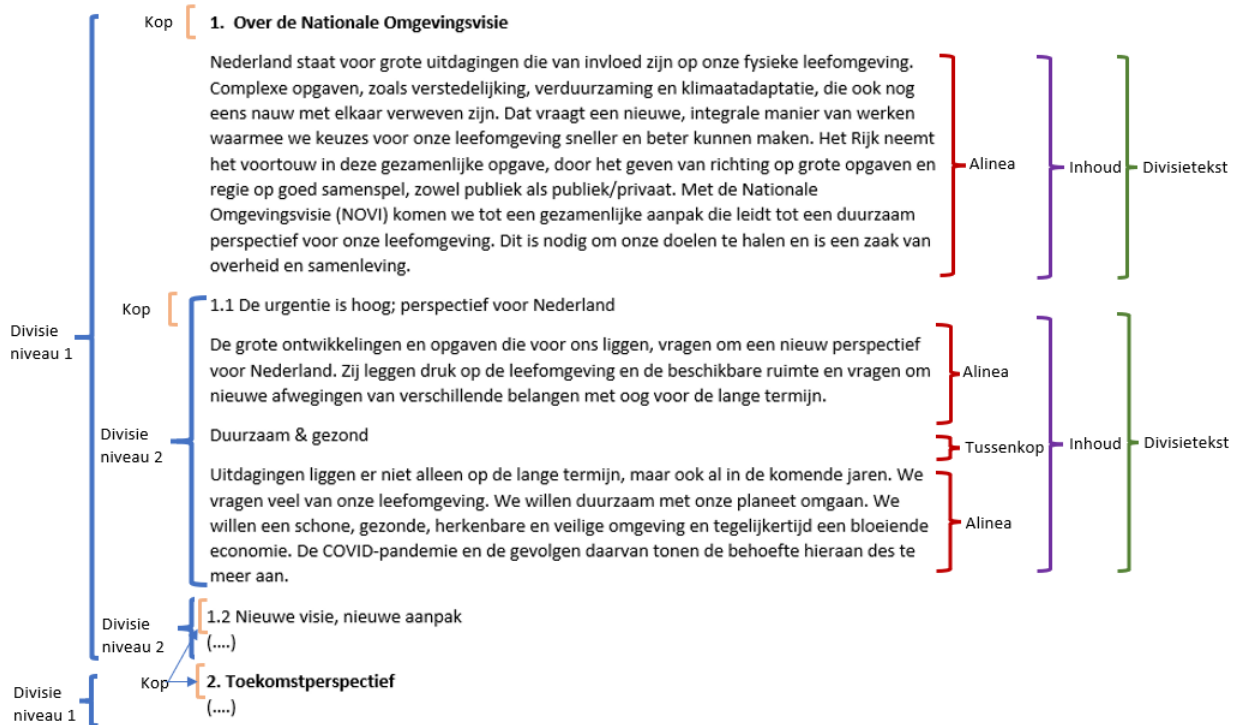 Kop
1. Over de Nationale Omgevingsvisie
Nederland staat voor grote uitdagingen die van invloed zijn op onze fysieke leefomgeving.
Complexe opgaven, zoals verstedelijking, verduurzaming en klimaatadaptatie, die ook nog
eens nauw met elkaar verweven zijn. Dat vraagt een nieuwe, integrale manier van werken
waarmee we keuzes voor onze leefomgeving sneller en beter kunnen maken. Het Rijk neemt
het voortouw in deze gezamenlijke opgave, door het geven van richting op grote opgaven en
regie op goed samenspel, zowel publiek als publiek/privaat. Met de Nationale
Omgevingsvisie (NOVI) komen we tot een gezamenlijke aanpak die leidt tot een duurzaam
perspectief voor onze leefomgeving. Dit is nodig om onze doelen te halen en is een zaak van
overheid en samenleving.
Alinea
Inhoud
Divisietekst
Kop
1.1 De urgentie is hoog; perspectief voor Nederland
Divisie
niveau 1
De grote ontwikkelingen en opgaven die voor ons liggen, vragen om een nieuw perspectief
voor Nederland. Zij leggen druk op de leefomgeving en de beschikbare ruimte en vragen om
nieuwe afwegingen van verschillende belangen met oog voor de lange termijn.
Alinea
Divisie
niveau 2
Duurzaam & gezond
Tussenkop
Inhoud
Divisietekst
Uitdagingen liggen er niet alleen op de lange termijn, maar ook al in de komende jaren. We
vragen veel van onze leefomgeving. We willen duurzaam met onze planeet omgaan. We
willen een schone, gezonde, herkenbare en veilige omgeving en tegelijkertijd een bloeiende
economie. De COVID-pandemie en de gevolgen daarvan tonen de behoefte hieraan des te
meer aan.
Alinea
Divisie
niveau 2
1.2 Nieuwe visie, nieuwe aanpak
(....)
Kop
2. Toekomstperspectief
(....)
Divisie
niveau 1